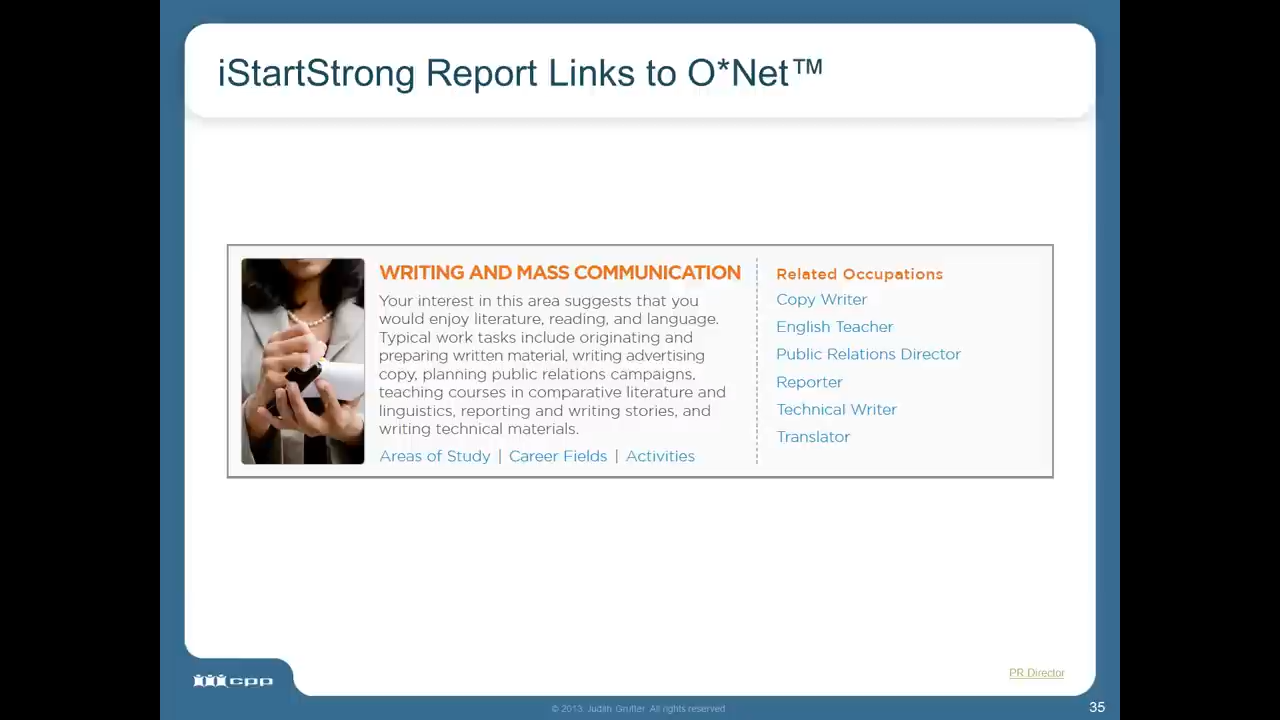 iStartStrong Report Links to O*Net™
WRITING AND MASS COMMUNICATION
Your interest in this area suggests that you
would enjoy literature, reading, and language.
Typical work tasks include originating and
preparing written material, writing advertising
copy, planning public relations campaigns,
teaching courses in comparative literature and
linguistics, reporting and writing stories, and
writing technical materials.
Areas of Study | Career Fields | Activities
Related Occupations
Copy Writer
English Teacher
Public Relations Director
Reporter
Technical Writer
Translator
PR Director
cpp
© 2013, Judith Grutter. All rights reserved
35